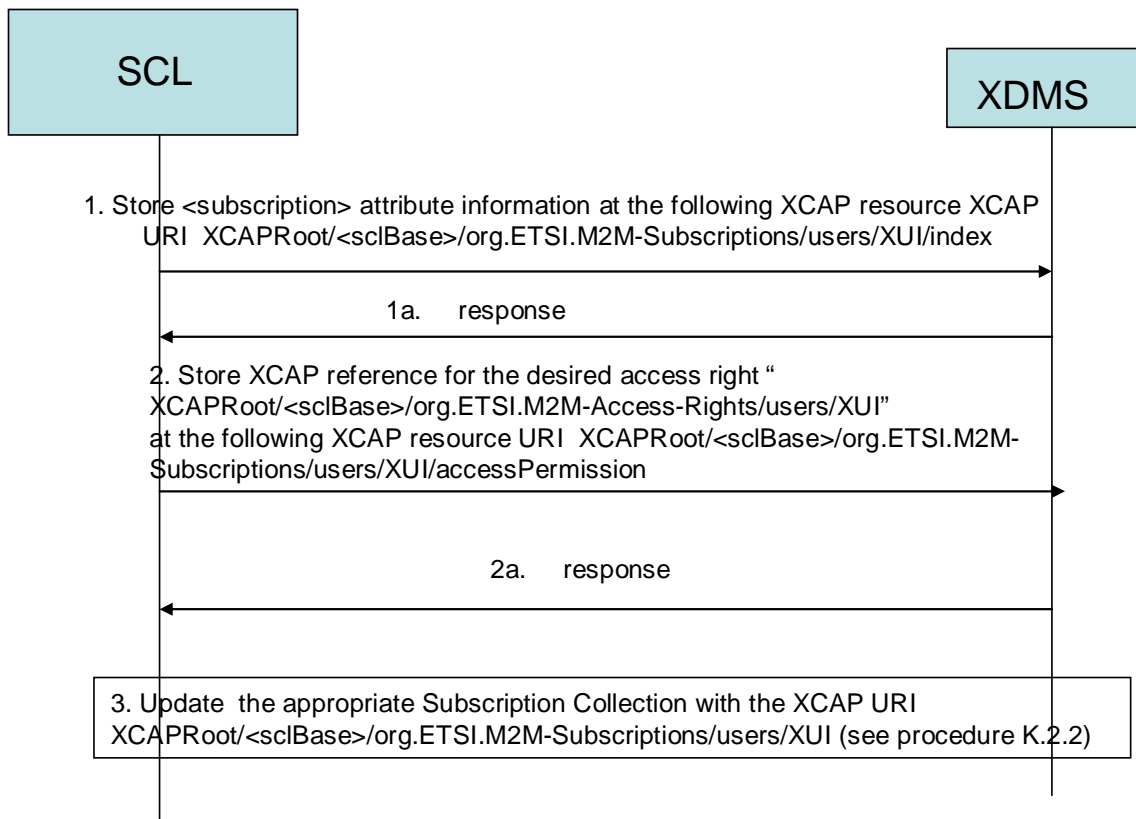 SCL
XDMS
1. Store <subscription> attribute information at the following XCAP resource XCAP
URI XCAPRoot/<sclBase>/org.ETSI.M2M-Subscriptions/users/XUI/index
1a. response
2. Store XCAP reference for the desired access right “
XCAPRoot/<sclBase>/org.ETSI.M2M-Access-Rights/users/XUI”
at the following XCAP resource URI XCAPRoot/<sclBase>/org.ETSI.M2M-
Subscriptions/users/XUI/accessPermission
2a. response
3. Update the appropriate Subscription Collection with the XCAP URI
XCAPRoot/<sclBase>/org.ETSI.M2M-Subscriptions/users/XUI (see procedure K.2.2)